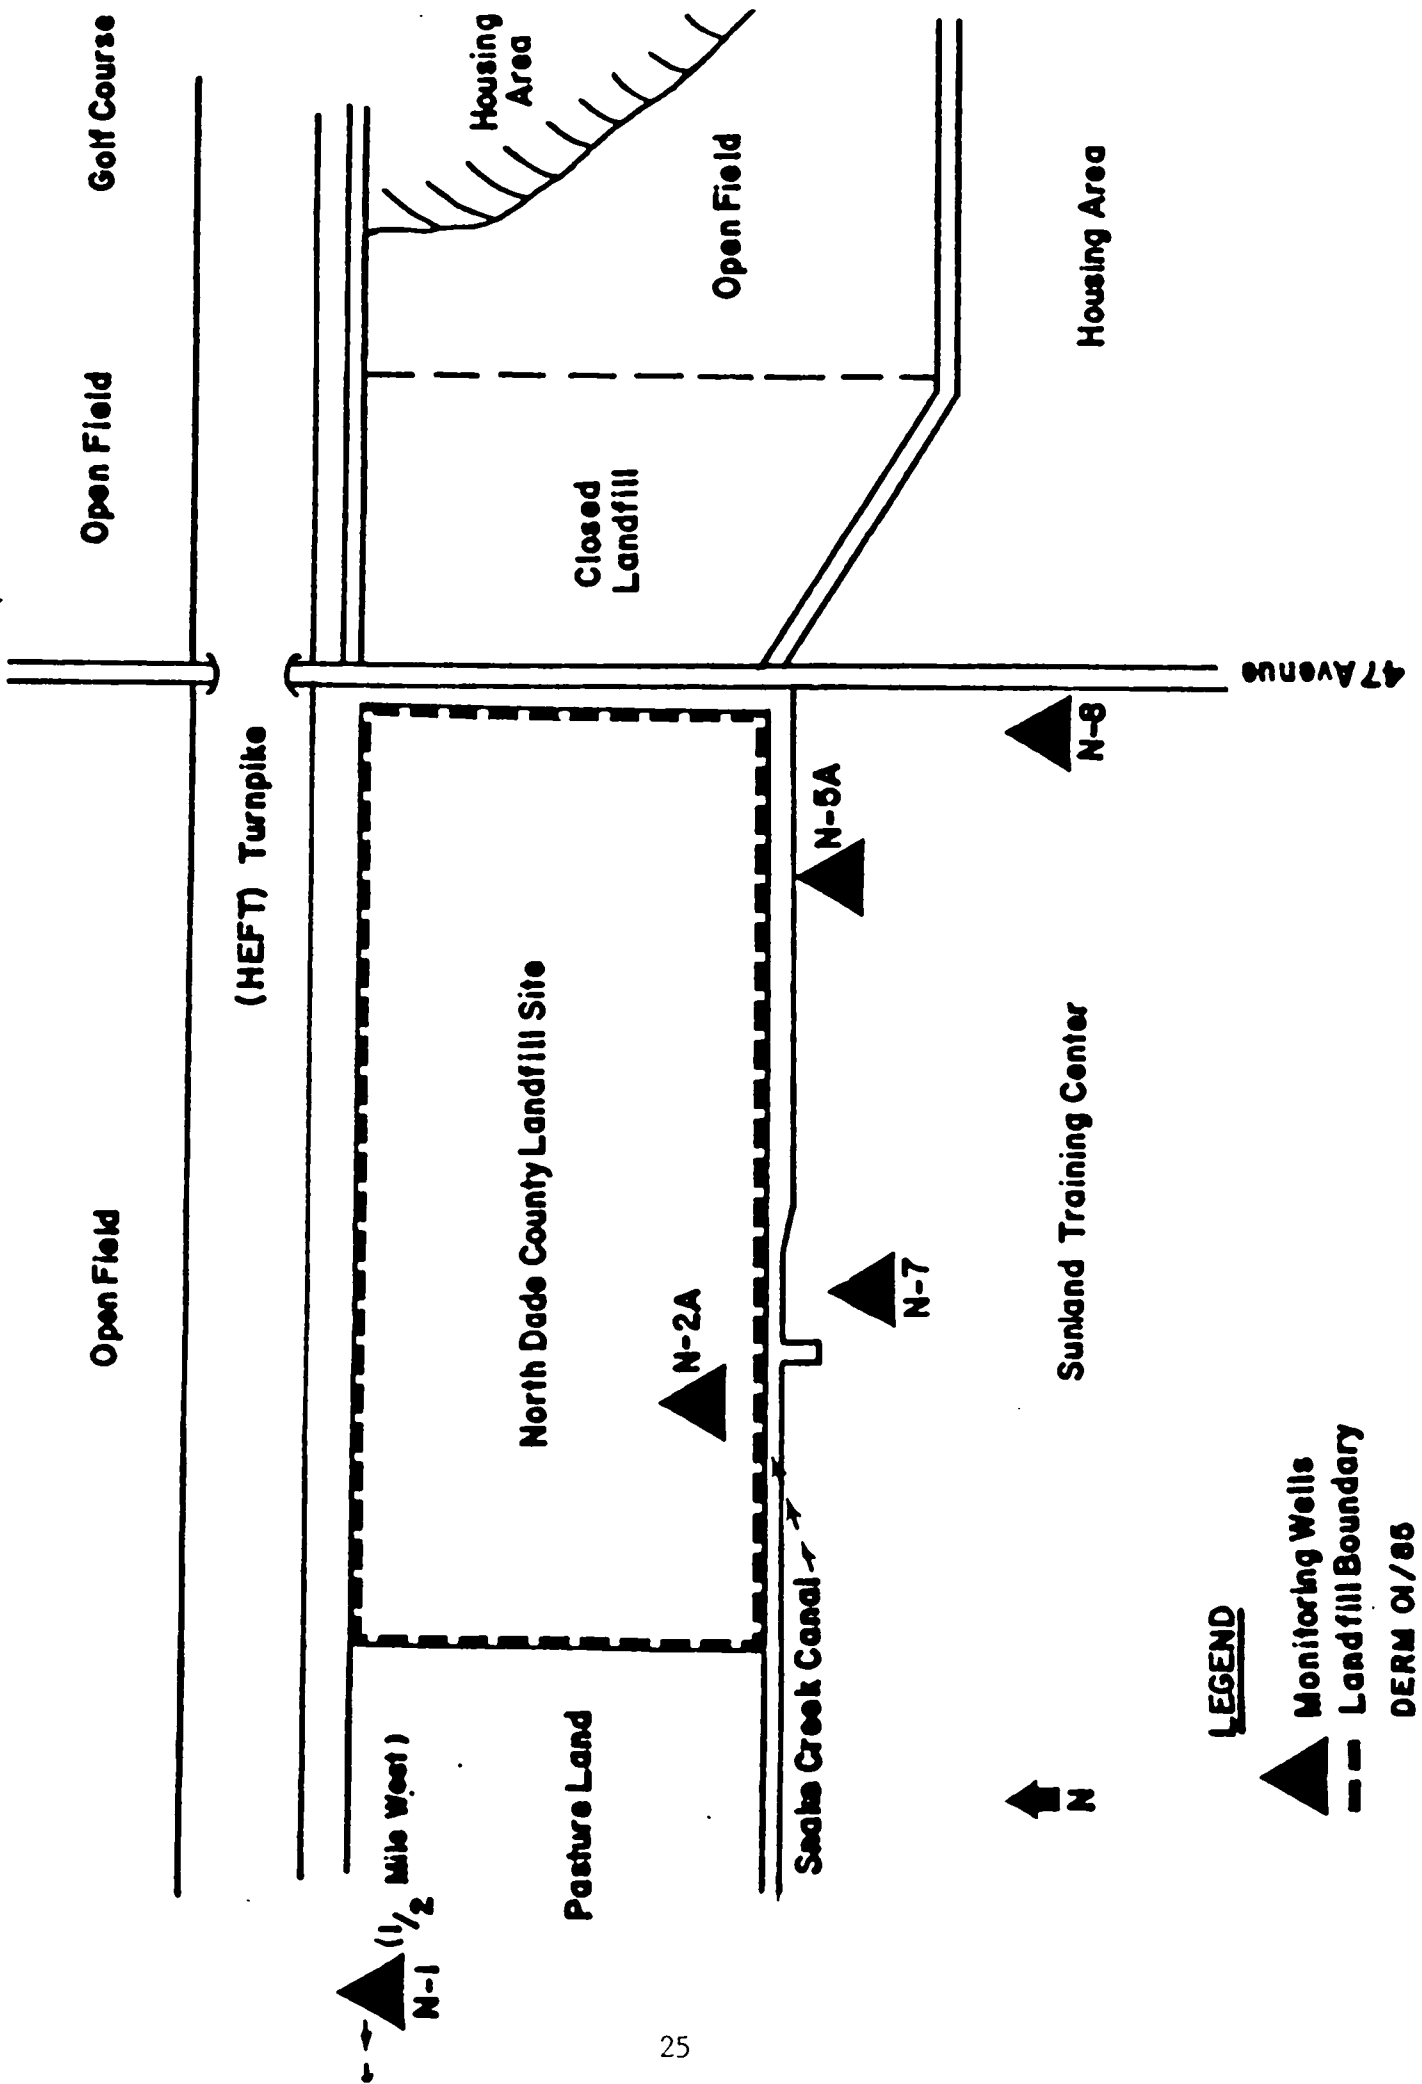 Open Field
Open Field
Golf Course
(HEFT) Turnpike
Housing
Area
N-1
(1/2 Mile West)
Pasture Land
North Dade County Landfill Site
N-2A
Closed
Landfill
Open Field
Snake Creek Canal
N-7
N-5A
N-8
Sunland Training Center
Housing Area
47 Avenue
N
LEGEND
Monitoring Wells
Landfill Boundary
DERM 01/85
25